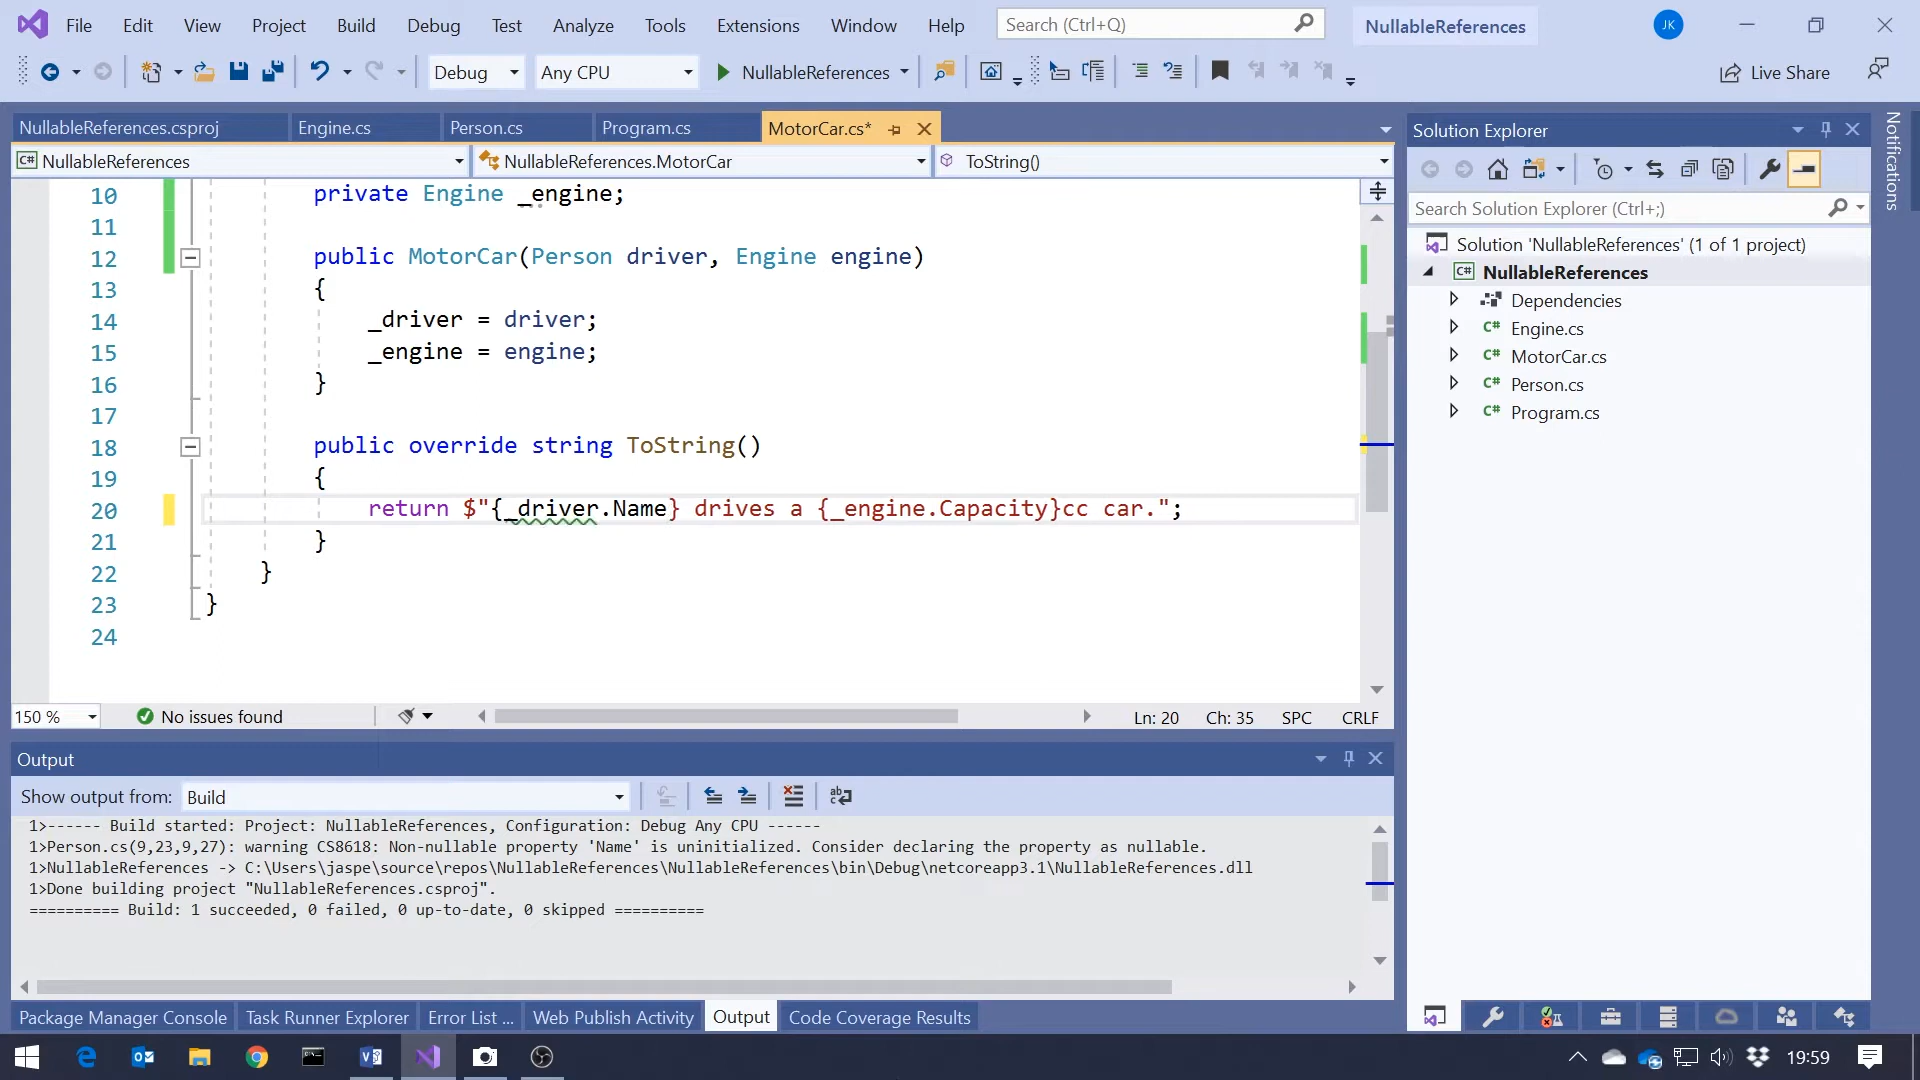 File Edit View Project Build Debug Test Analyze Tools Extensions Window Help Search (Ctrl+Q) NullableReferences JK
Debug Any CPU NullableReferences Live Share
NullableReferences.csproj Engine.cs Person.cs Program.cs MotorCar.cs*
C# NullableReferences NullableReferences.MotorCar ToString()
10 private Engine _engine;
11
12 public MotorCar(Person driver, Engine engine)
13 {
14 _driver = driver;
15 _engine = engine;
16 }
17
18 public override string ToString()
19 {
20 return $"{_driver.Name} drives a {_engine.Capacity}cc car.";
21 }
22 }
23 }
24
150 % No issues found Ln: 20 Ch: 35 SPC CRLF
Output
Show output from: Build
1>------ Build started: Project: NullableReferences, Configuration: Debug Any CPU ------
1>Person.cs(9,23,9,27): warning CS8618: Non-nullable property 'Name' is uninitialized. Consider declaring the property as nullable.
1>NullableReferences -> C:\Users\jaspe\source\repos\NullableReferences\NullableReferences\bin\Debug\netcoreapp3.1\NullableReferences.dll
1>Done building project "NullableReferences.csproj".
========== Build: 1 succeeded, 0 failed, 0 up-to-date, 0 skipped ==========
Package Manager Console Task Runner Explorer Error List ... Web Publish Activity Output Code Coverage Results
Solution Explorer
Search Solution Explorer (Ctrl+;)
Solution 'NullableReferences' (1 of 1 project)
C# NullableReferences
Dependencies
C# Engine.cs
C# MotorCar.cs
C# Person.cs
C# Program.cs
Notifications
19:59